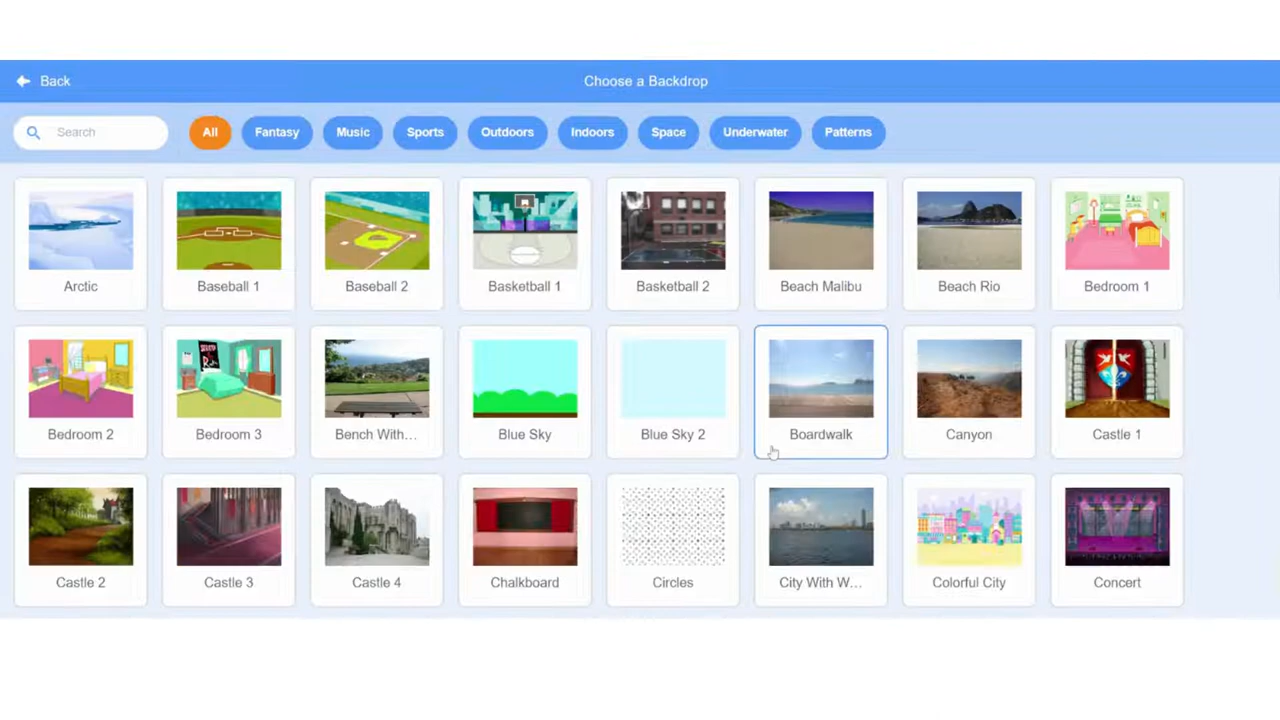 Back
Choose a Backdrop
Search
All
Fantasy
Music
Sports
Outdoors
Indoors
Space
Underwater
Patterns
Arctic
Baseball 1
Baseball 2
Basketball 1
Basketball 2
Beach Malibu
Beach Rio
Bedroom 1
Bedroom 2
Bedroom 3
Bench With...
Blue Sky
Blue Sky 2
Boardwalk
Canyon
Castle 1
Castle 2
Castle 3
Castle 4
Chalkboard
Circles
City With W...
Colorful City
Concert